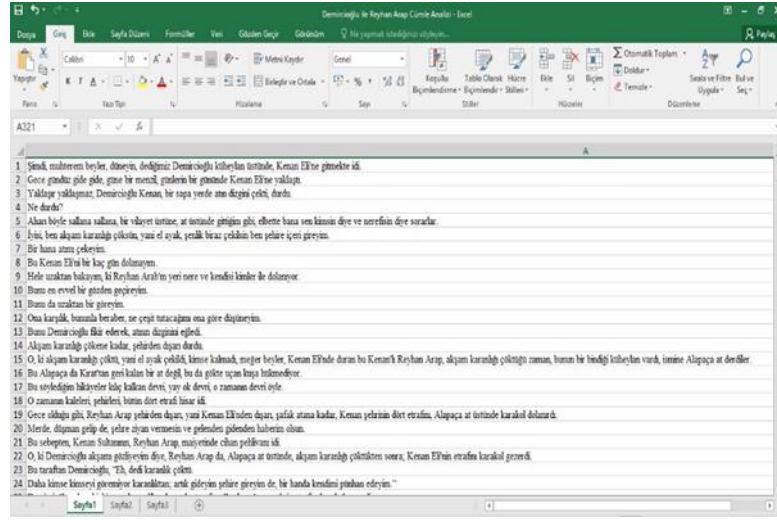 Demircioğlu ile Reyhan Arap Cümle Analizi - Excel
Dosya Giriş Ekle Sayfa Düzeni Formüller Veri Gözden Geçir Görünüm Ne yapmak istediğinizi söyleyin... Paylaş
Calibri 10 Metni Kaydır Genel Otomatik Toplam
Yapıştır K T A Birleştir ve Ortala Koşullu Tablo Olarak Hücre Ekle Sil Biçim Doldur Sırala ve Filtre Bul ve
Biçimlendirme Biçimlendir Stilleri Temizle Uygula Seç
Pano Yazı Tipi Hizalama Sayı Stiller Hücreler Düzenleme
A321
A
1 Şimdi, muhterem beyler, döneyin, dediğimiz Demircioğlu küheylan üstünde, Kenan Eli'ne gitmekte idi.
2 Gece gündüz gide gide, güne bir menzil, günlerin bir gününde Kenan Eli'ne yaklaştı.
3 Yaklaşır yaklaşmaz, Demircioğlu Kenan, bir sapa yerde atın dizgini çekti, durdu.
4 Ne durdu?
5 Ahan böyle sallana sallana, bir vilayet üstüne, at üstünde gittiğim gibi, elbette bana sen kimsin diye ve nerelisin diye sorarlar.
6 İyisi, ben akşam karanlığı çöksün, yani el ayak, şenlik biraz çekilsin ben şehire içeri gireyim.
7 Bir hana atımı çekeyim.
8 Bu Kenan Eli'ni bir kaç gün dolanayım.
9 Hele uzaktan bakayım, ki Reyhan Arab'ın yeri nere ve kendisi kimler ile dolanıyor.
10 Bunu en evvel bir gözden geçireyim.
11 Bunu da uzaktan bir göreyim.
12 Ona karşılık, bununla beraber, ne çeşit tutacağımı ona göre düşüneyim.
13 Bunu Demircioğlu fikir ederek, atının dizginini eğledi.
14 Akşam karanlığı çökene kadar, şehirden dışarı durdu.
15 O, ki akşam karanlığı çöktü, yani el ayak çekildi, kimse kalmadı, meğer beyler, Kenan Eli'nde duran bu Kenan'lı Reyhan Arap, akşam karanlığı çöktüğü zaman, bunun bir bindiği küheylan vardı, ismine Alapaça at derdiler.
16 Bu Alapaça da Kırat'tan geri kalan bir at değil, bu da gökte uçan kuşa hükmediyor.
17 Bu söylediğim hikâyeler kılıç kalkan devri, yay ok devri, o zamanın devri öyle.
18 O zamanın kaleleri, şehirleri, bütün dört etrafı hisar idi.
19 Gece olduğu gibi, Reyhan Arap şehirden dışarı, yani Kenan Eli'nden dışarı, şafak atana kadar, Kenan şehrinin dört etrafını, Alapaça at üstünde karakol dolanırdı.
20 Merde, düşman gelip de, şehre ziyan vermesin ve gelenden gidenden haberim olsun.
21 Bu sebepten, Kenan Sultanının, Reyhan Arap, maiyetinde cihan pehlivanı idi.
22 O, ki Demircioğlu akşamı gözlüyeyim diye, Reyhan Arap da, Alapaça at üstünde, akşam karanlığı çöktükten sonra; Kenan Eli'nin etrafını karakol gezerdi.
23 Bu taraftan Demircioğlu, "Eh, dedi karanlık çöktü.
24 Daha kimse kimseyi göremiyor karanlıktan; artık gideyim şehire gireyim de, bir handa kendimi pünhan edeyim."
Sayfa1 Sayfa2 Sayfa3